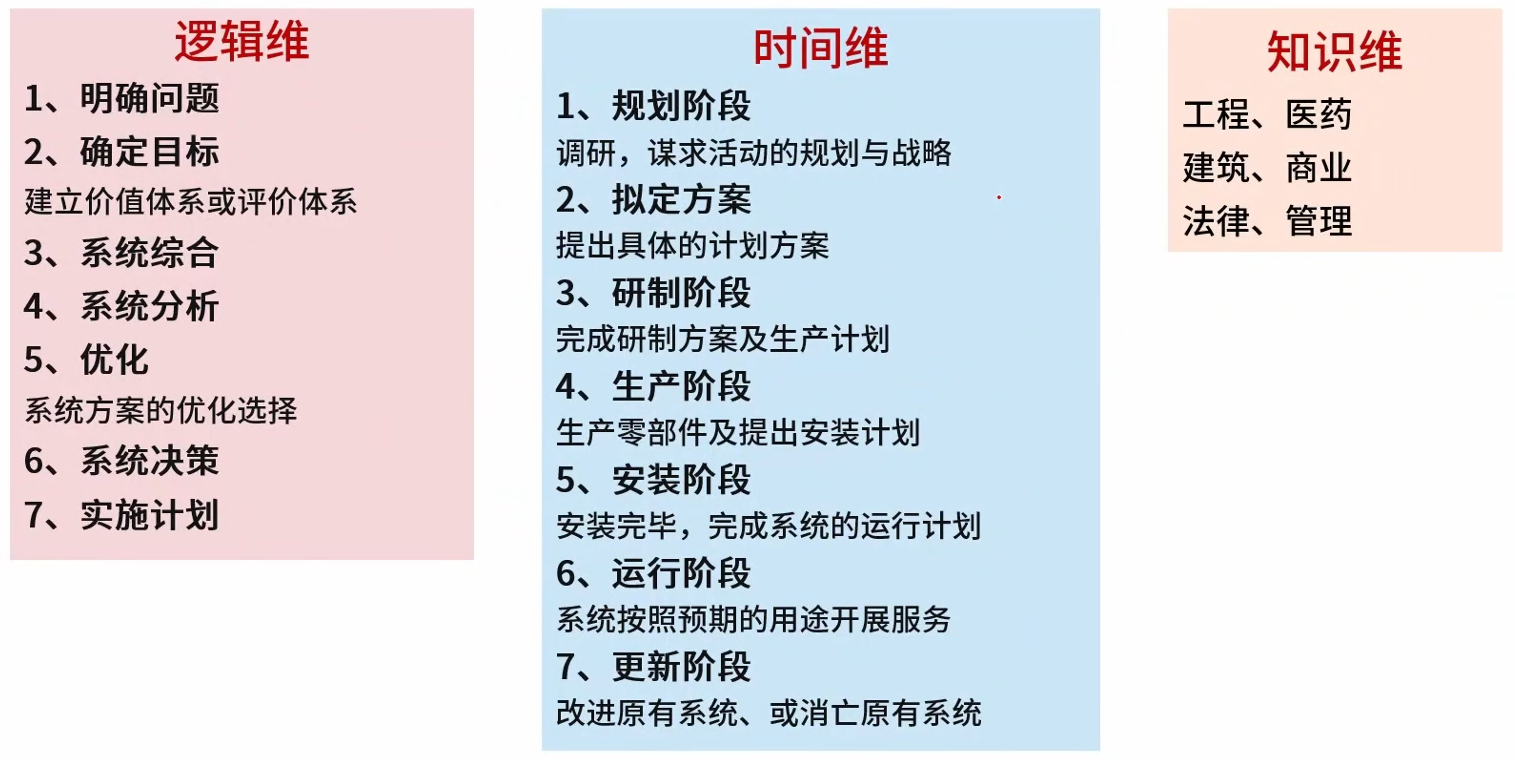 逻辑维
1、明确问题
2、确定目标
建立价值体系或评价体系
3、系统综合
4、系统分析
5、优化
系统方案的优化选择
6、系统决策
7、实施计划
时间维
1、规划阶段
调研，谋求活动的规划与战略
2、拟定方案
提出具体的计划方案
3、研制阶段
完成研制方案及生产计划
4、生产阶段
生产零部件及提出安装计划
5、安装阶段
安装完毕，完成系统的运行计划
6、运行阶段
系统按照预期的用途开展服务
7、更新阶段
改进原有系统、或消亡原有系统
知识维
工程、医药
建筑、商业
法律、管理